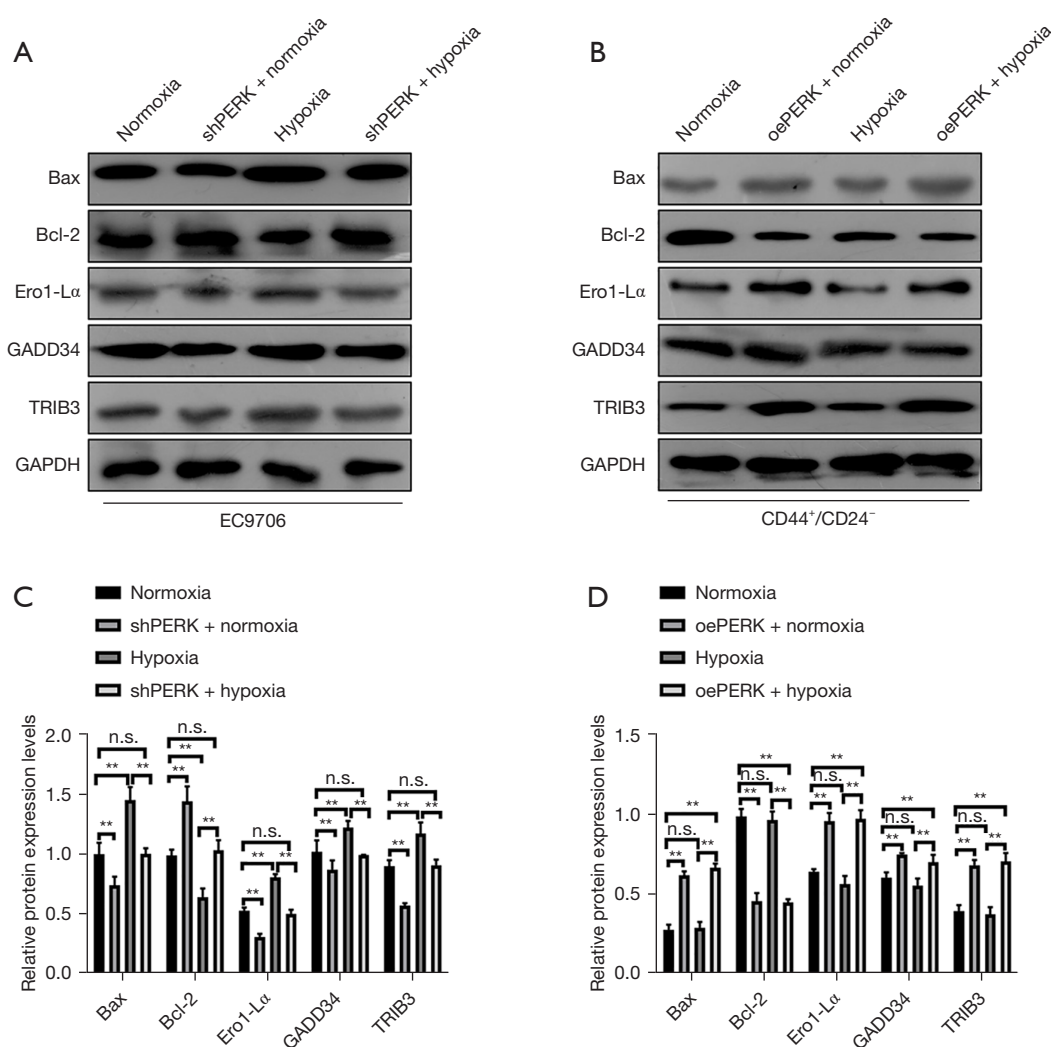 A
Normoxia
shPERK + normoxia
Hypoxia
shPERK + hypoxia
Bax
Bcl-2
Ero1-Lα
GADD34
TRIB3
GAPDH
EC9706
B
Normoxia
oePERK + normoxia
Hypoxia
oePERK + hypoxia
Bax
Bcl-2
Ero1-Lα
GADD34
TRIB3
GAPDH
CD44⁺/CD24⁻
C
Normoxia
shPERK + normoxia
Hypoxia
shPERK + hypoxia
Relative protein expression levels
2.0
1.5
1.0
0.5
0.0
n.s.
**
**
**
n.s.
**
**
**
n.s.
**
**
**
n.s.
**
**
**
n.s.
**
**
**
Bax
Bcl-2
Ero1-Lα
GADD34
TRIB3
D
Normoxia
oePERK + normoxia
Hypoxia
oePERK + hypoxia
Relative protein expression levels
1.5
1.0
0.5
0.0
**
n.s.
**
**
**
n.s.
**
**
**
n.s.
**
**
**
n.s.
**
**
**
n.s.
**
**
Bax
Bcl-2
Ero1-Lα
GADD34
TRIB3